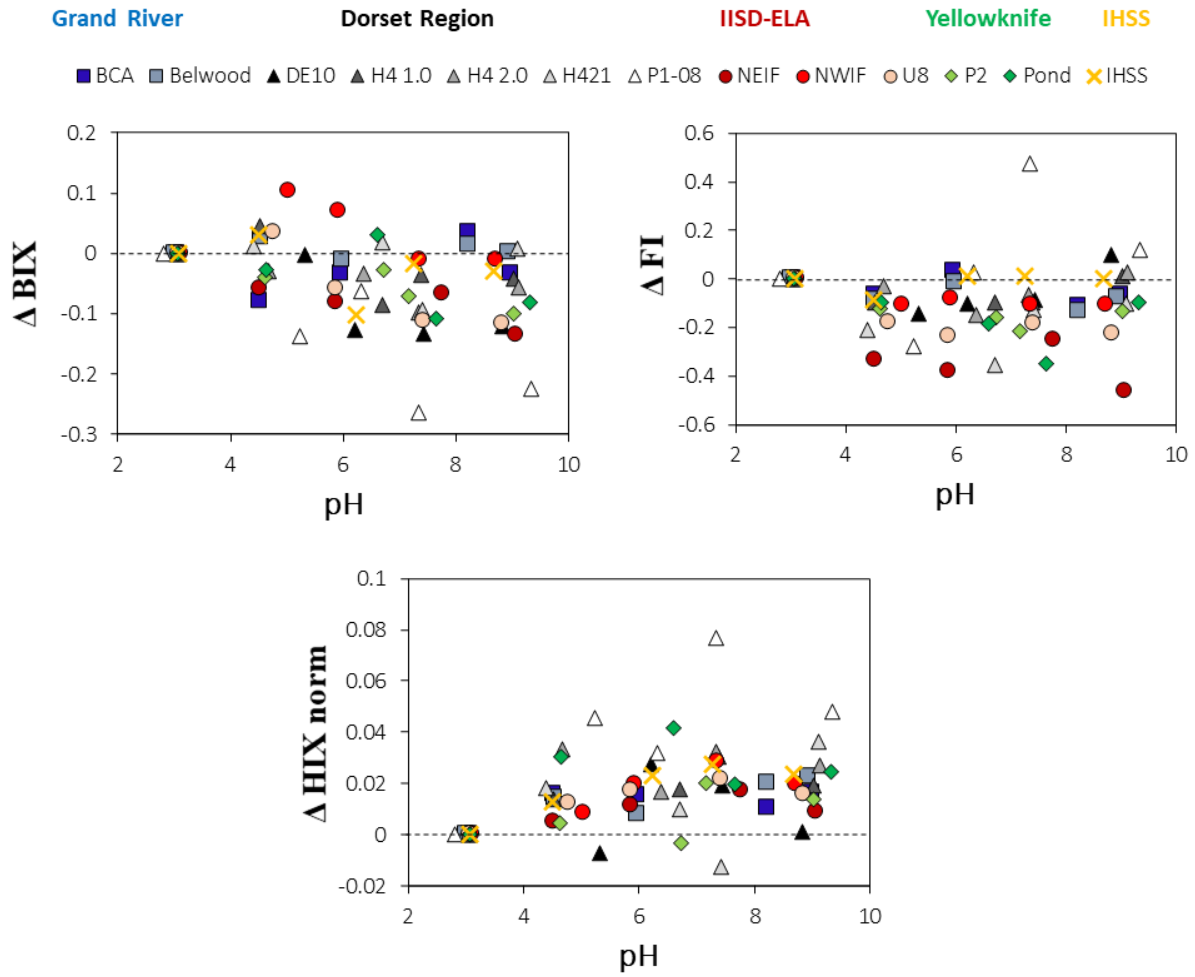 Grand River Dorset Region IISD-ELA Yellowknife IHSS
BCA Belwood DE10 H4 1.0 H4 2.0 H421 P1-08 NEIF NWIF U8 P2 Pond IHSS
0.2
0.1
0
-0.1
-0.2
-0.3
Δ BIX
2 4 6 8 10
pH
0.6
0.4
0.2
0
-0.2
-0.4
-0.6
Δ FI
2 4 6 8 10
pH
0.1
0.08
0.06
0.04
0.02
0
-0.02
Δ HIX norm
2 4 6 8 10
pH